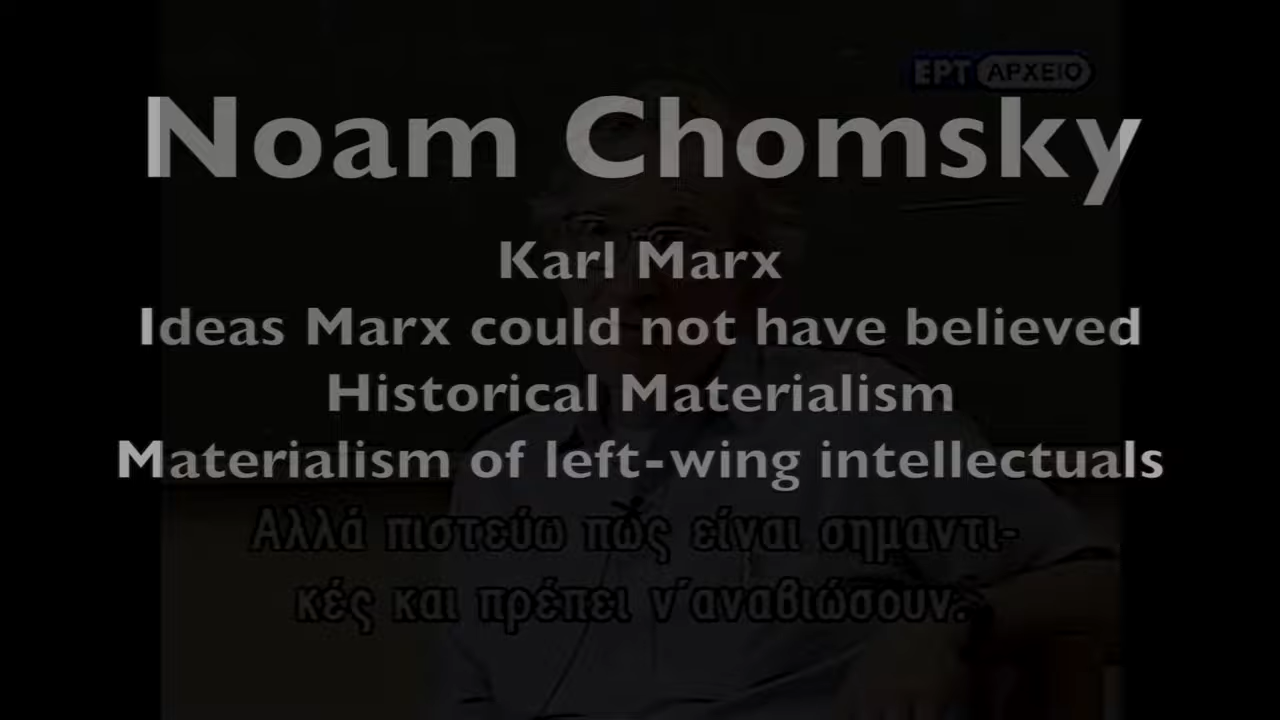 ΕΡΤ ΑΡΧΕΙΟ
Noam Chomsky
Karl Marx
Ideas Marx could not have believed
Historical Materialism
Materialism of left-wing intellectuals
Αλλά πιστεύω πως είναι σημαντι-
κές και πρέπει ν΄αναβιώσουν.